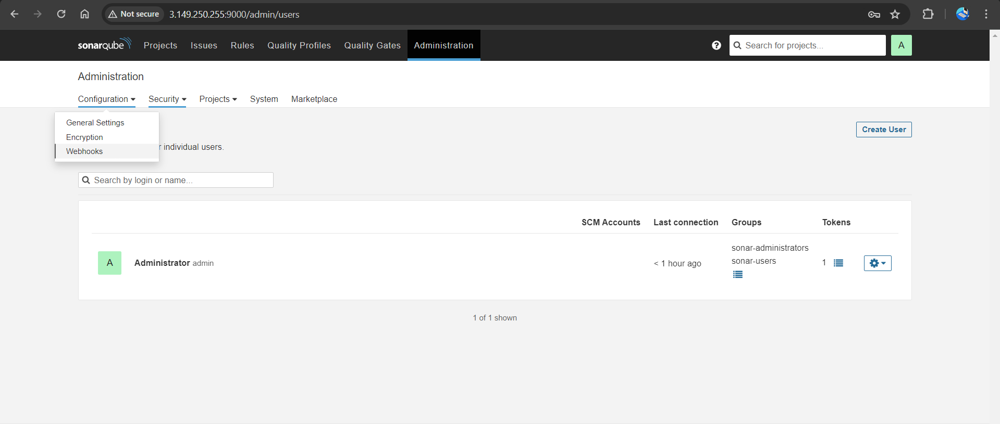 Not secure 3.149.250.255:9000/admin/users
sonarqube Projects Issues Rules Quality Profiles Quality Gates Administration ? Search for projects... A
Administration
Configuration Security Projects System Marketplace
General Settings
Encryption
Webhooks
Create User
r individual users.
Search by login or name...
SCM Accounts Last connection Groups Tokens
A Administrator admin < 1 hour ago sonar-administrators 1
sonar-users
1 of 1 shown